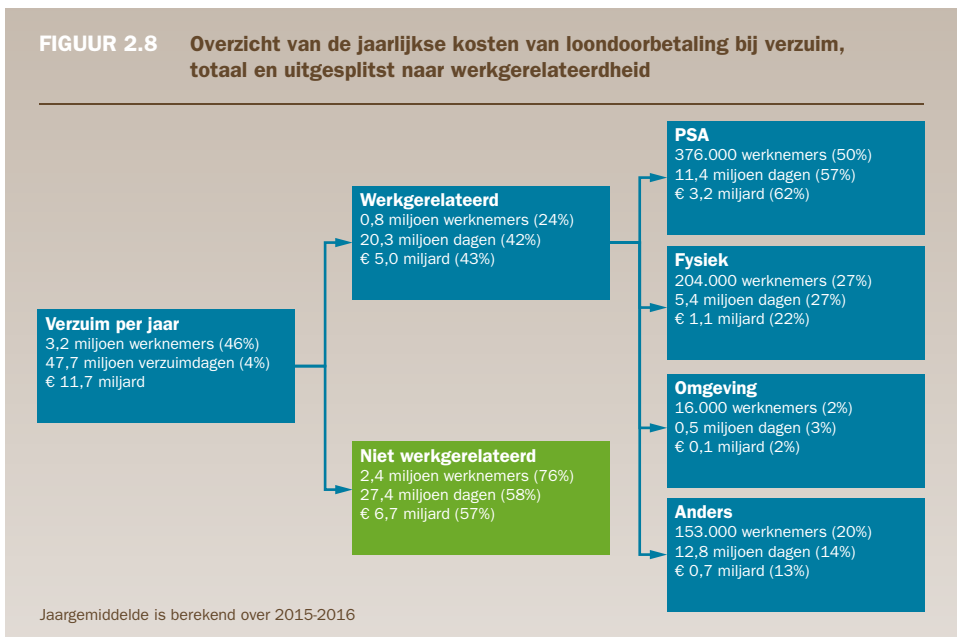 FIGUUR 2.8 Overzicht van de jaarlijkse kosten van loondoorbetaling bij verzuim,
totaal en uitgesplitst naar werkgerelateerdheid
Verzuim per jaar
3,2 miljoen werknemers (46%)
47,7 miljoen verzuimdagen (4%)
€ 11,7 miljard
Werkgerelateerd
0,8 miljoen werknemers (24%)
20,3 miljoen dagen (42%)
€ 5,0 miljard (43%)
Niet werkgerelateerd
2,4 miljoen werknemers (76%)
27,4 miljoen dagen (58%)
€ 6,7 miljard (57%)
PSA
376.000 werknemers (50%)
11,4 miljoen dagen (57%)
€ 3,2 miljard (62%)
Fysiek
204.000 werknemers (27%)
5,4 miljoen dagen (27%)
€ 1,1 miljard (22%)
Omgeving
16.000 werknemers (2%)
0,5 miljoen dagen (3%)
€ 0,1 miljard (2%)
Anders
153.000 werknemers (20%)
12,8 miljoen dagen (14%)
€ 0,7 miljard (13%)
Jaargemiddelde is berekend over 2015-2016